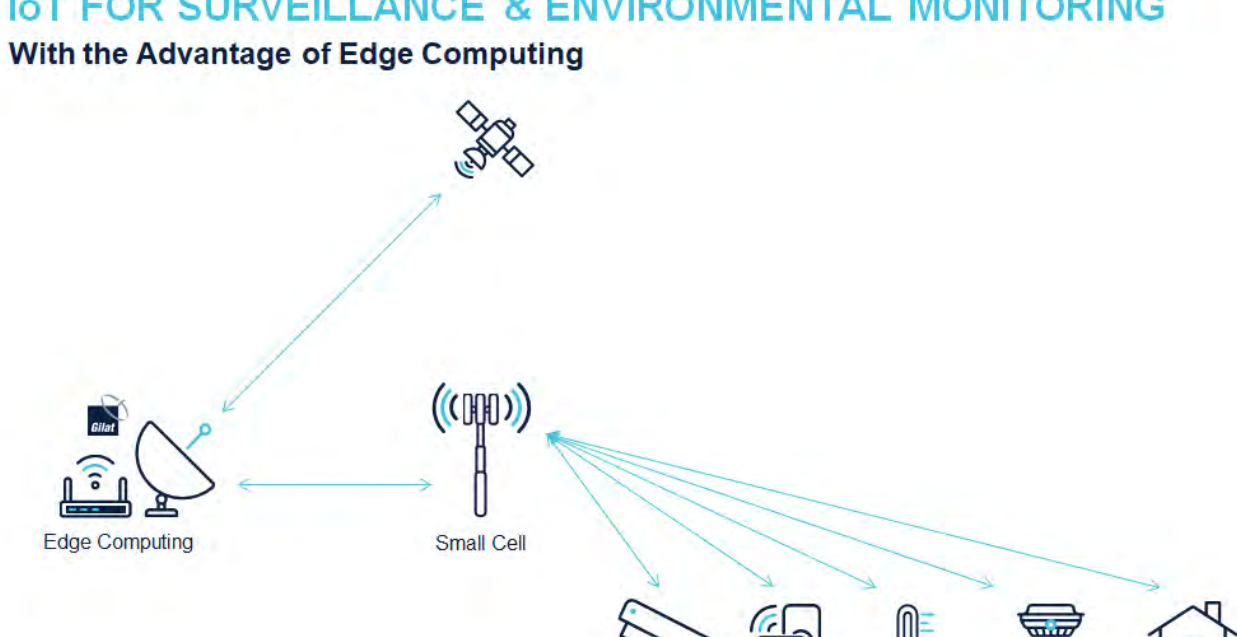 IoT FOR SURVEILLANCE & ENVIRONMENTAL MONITORING
With the Advantage of Edge Computing
Gilat
Edge Computing
Small Cell